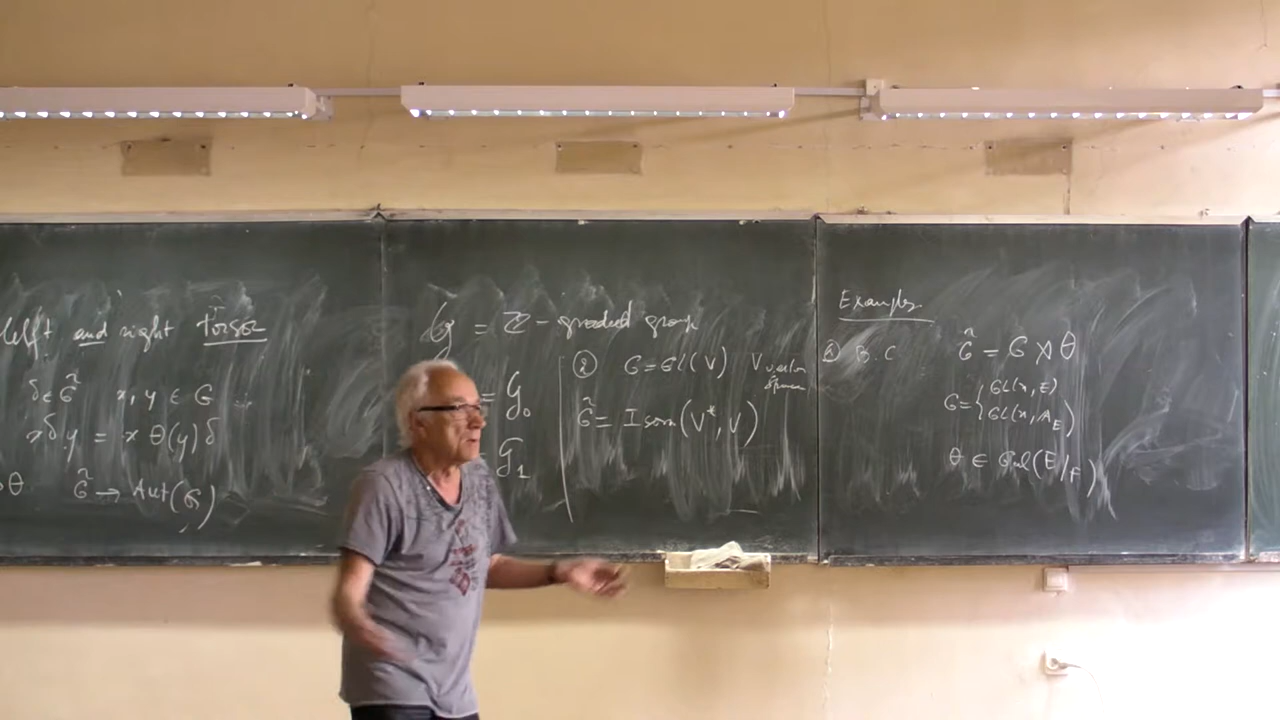 left and right torsor
δ ∈ G̃ x, y ∈ G
xδy = xθ(y)δ
θ G̃ → Aut(G)
G = Z-graded group
= G₀
G₁
② G = GL(V) V vector space
G̃ = Isom(V*, V)
Examples
① B.C G̃ = G ⋊ θ
G = { GL(n, E)
GL(n, A_E)
θ ∈ Gal(E/F)